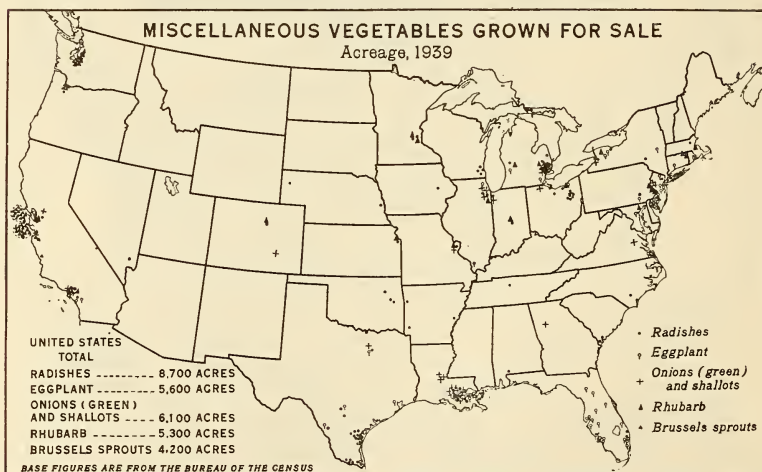 MISCELLANEOUS VEGETABLES GROWN FOR SALE
Acreage, 1939
UNITED STATES
TOTAL
RADISHES ---------- 8,700 ACRES
EGGPLANT ---------- 5,600 ACRES
ONIONS (GREEN)
AND SHALLOTS ------ 6,100 ACRES
RHUBARB ----------- 5,300 ACRES
BRUSSELS SPROUTS 4,200 ACRES
BASE FIGURES ARE FROM THE BUREAU OF THE CENSUS
Radishes
Eggplant
Onions (green)
and shallots
Rhubarb
Brussels sprouts